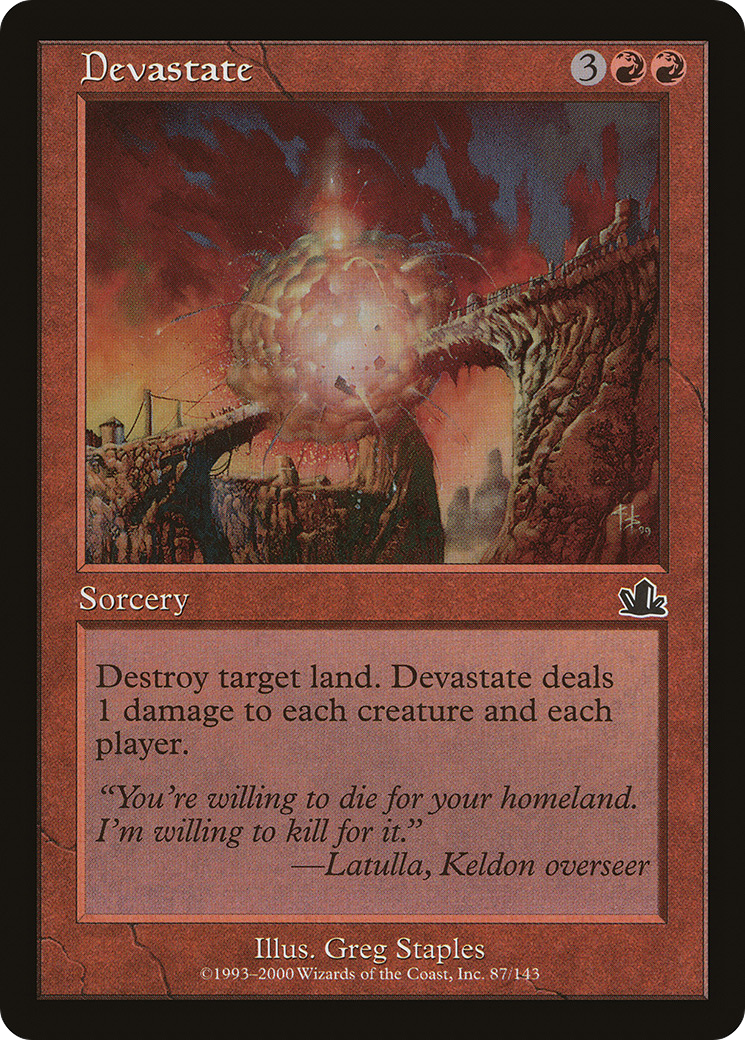 Devastate 3
Sorcery
Destroy target land. Devastate deals
1 damage to each creature and each
player.
“You’re willing to die for your homeland.
I’m willing to kill for it.”
—Latulla, Keldon overseer
Illus. Greg Staples
©1993–2000 Wizards of the Coast, Inc. 87/143